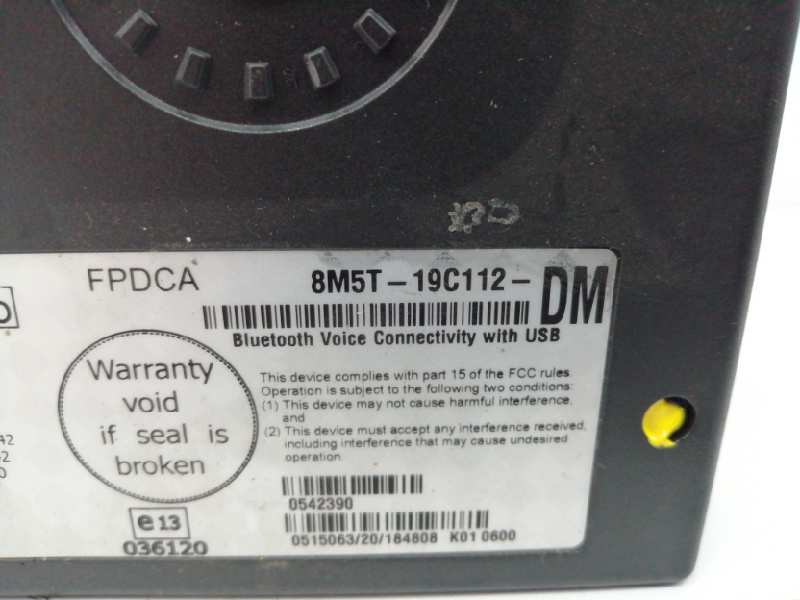 FPDCA 8M5T-19C112-DM
Bluetooth Voice Connectivity with USB
Warranty
void
if seal is
broken
This device complies with part 15 of the FCC rules.
Operation is subject to the following two conditions:
(1) This device may not cause harmful interference,
and
(2) This device must accept any interference received,
including interference that may cause undesired
operation.
0542390
0515063/20/184808 K01 0600
e13
036120